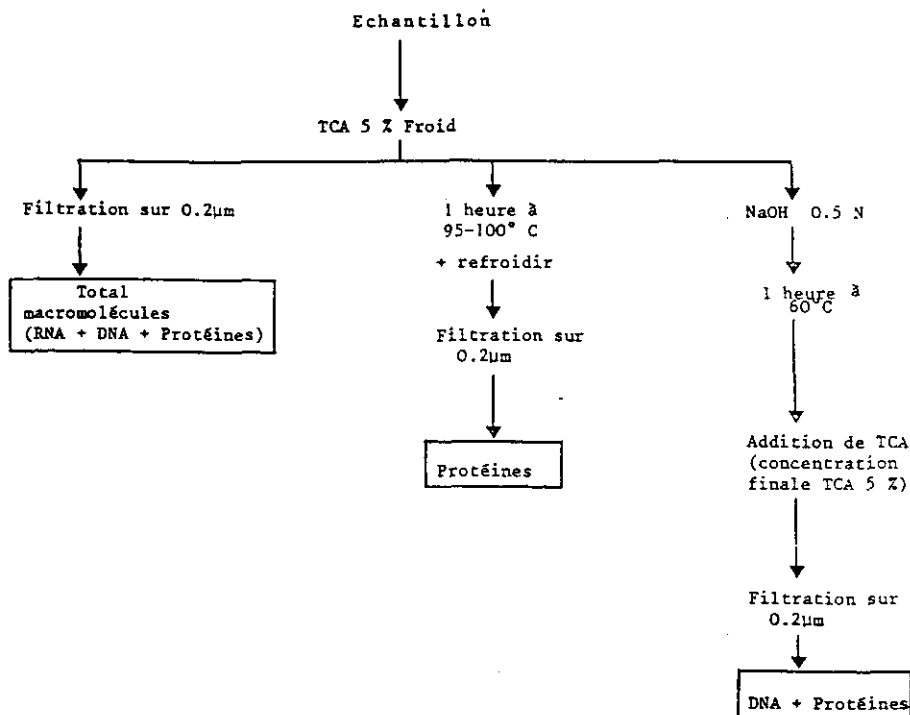 Echantillon
TCA 5 % Froid
Filtration sur 0.2µm
Total
macromolécules
(RNA + DNA + Protéines)
1 heure à
95-100° C
+ refroidir
Filtration sur
0.2µm
Protéines
NaOH 0.5 N
1 heure à
60°C
Addition de TCA
(concentration
finale TCA 5 %)
Filtration sur
0.2µm
DNA + Protéines